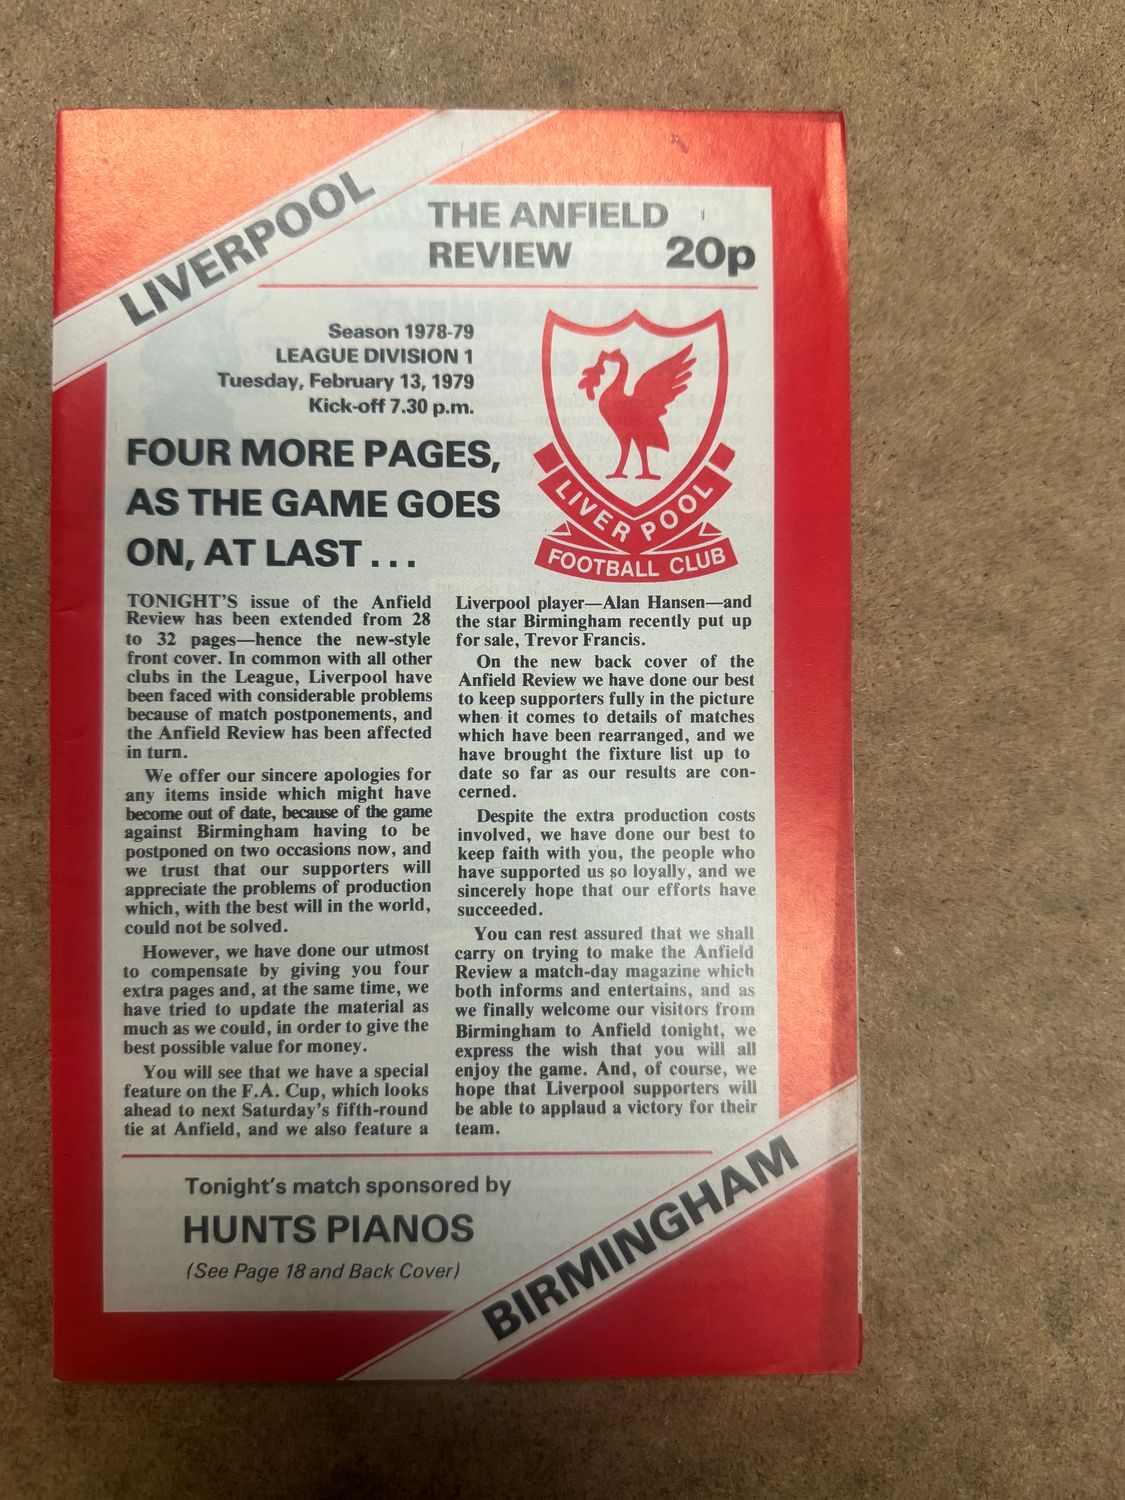 LIVERPOOL
THE ANFIELD
REVIEW 20p
Season 1978-79
LEAGUE DIVISION 1
Tuesday, February 13, 1979
Kick-off 7.30 p.m.
LIVERPOOL
FOOTBALL CLUB
FOUR MORE PAGES,
AS THE GAME GOES
ON, AT LAST ...
TONIGHT'S issue of the Anfield
Review has been extended from 28
to 32 pages—hence the new-style
front cover. In common with all other
clubs in the League, Liverpool have
been faced with considerable problems
because of match postponements, and
the Anfield Review has been affected
in turn.
We offer our sincere apologies for
any items inside which might have
become out of date, because of the game
against Birmingham having to be
postponed on two occasions now, and
we trust that our supporters will
appreciate the problems of production
which, with the best will in the world,
could not be solved.
However, we have done our utmost
to compensate by giving you four
extra pages and, at the same time, we
have tried to update the material as
much as we could, in order to give the
best possible value for money.
You will see that we have a special
feature on the F.A. Cup, which looks
ahead to next Saturday's fifth-round
tie at Anfield, and we also feature a
Liverpool player—Alan Hansen—and
the star Birmingham recently put up
for sale, Trevor Francis.
On the new back cover of the
Anfield Review we have done our best
to keep supporters fully in the picture
when it comes to details of matches
which have been rearranged, and we
have brought the fixture list up to
date so far as our results are con-
cerned.
Despite the extra production costs
involved, we have done our best to
keep faith with you, the people who
have supported us so loyally, and we
sincerely hope that our efforts have
succeeded.
You can rest assured that we shall
carry on trying to make the Anfield
Review a match-day magazine which
both informs and entertains, and as
we finally welcome our visitors from
Birmingham to Anfield tonight, we
express the wish that you will all
enjoy the game. And, of course, we
hope that Liverpool supporters will
be able to applaud a victory for their
team.
Tonight's match sponsored by
HUNTS PIANOS
(See Page 18 and Back Cover)
BIRMINGHAM